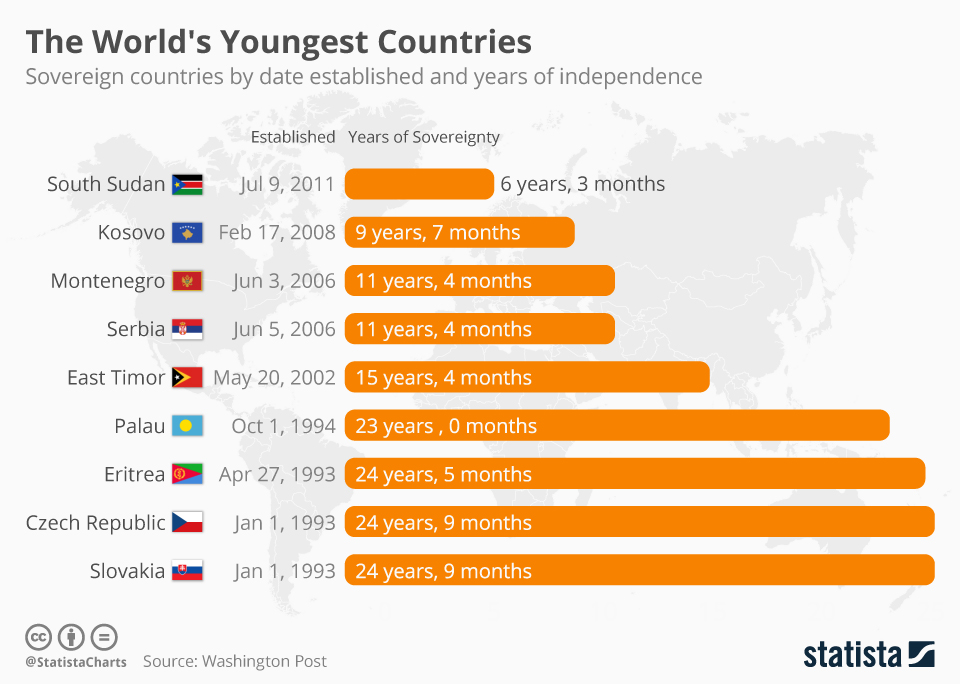 The World's Youngest Countries
Sovereign countries by date established and years of independence
Established Years of Sovereignty
South Sudan Jul 9, 2011 6 years, 3 months
Kosovo Feb 17, 2008 9 years, 7 months
Montenegro Jun 3, 2006 11 years, 4 months
Serbia Jun 5, 2006 11 years, 4 months
East Timor May 20, 2002 15 years, 4 months
Palau Oct 1, 1994 23 years , 0 months
Eritrea Apr 27, 1993 24 years, 5 months
Czech Republic Jan 1, 1993 24 years, 9 months
Slovakia Jan 1, 1993 24 years, 9 months
cc
@StatistaCharts Source: Washington Post
statista